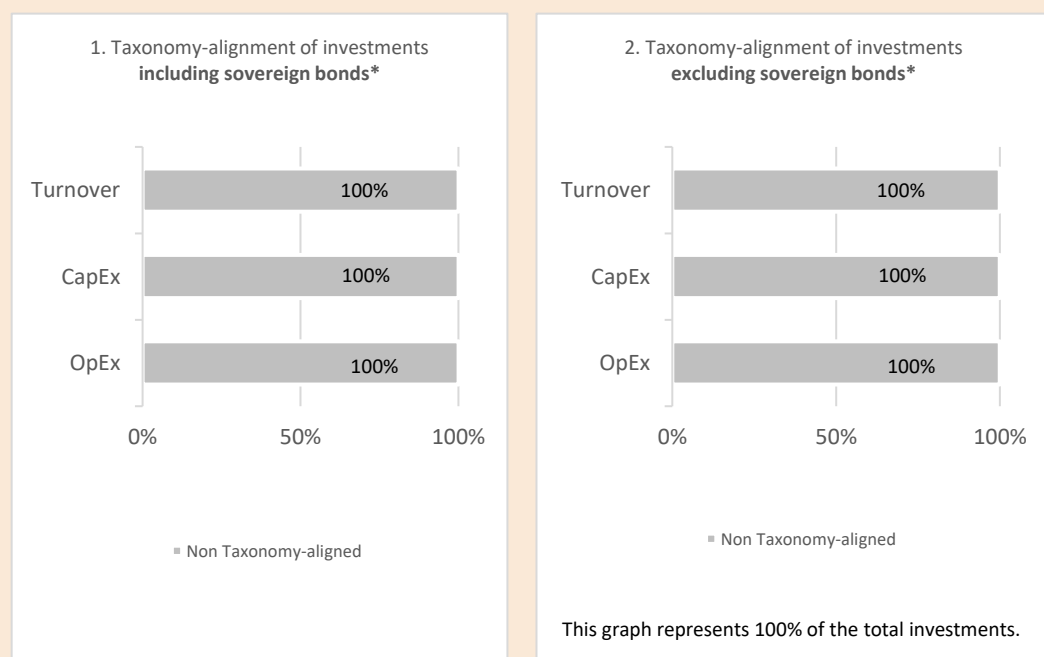 1. Taxonomy-alignment of investments
including sovereign bonds*
Turnover
100%
CapEx
100%
OpEx
100%
0%
50%
100%
Non Taxonomy-aligned
2. Taxonomy-alignment of investments
excluding sovereign bonds*
Turnover
100%
CapEx
100%
OpEx
100%
0%
50%
100%
Non Taxonomy-aligned
This graph represents 100% of the total investments.